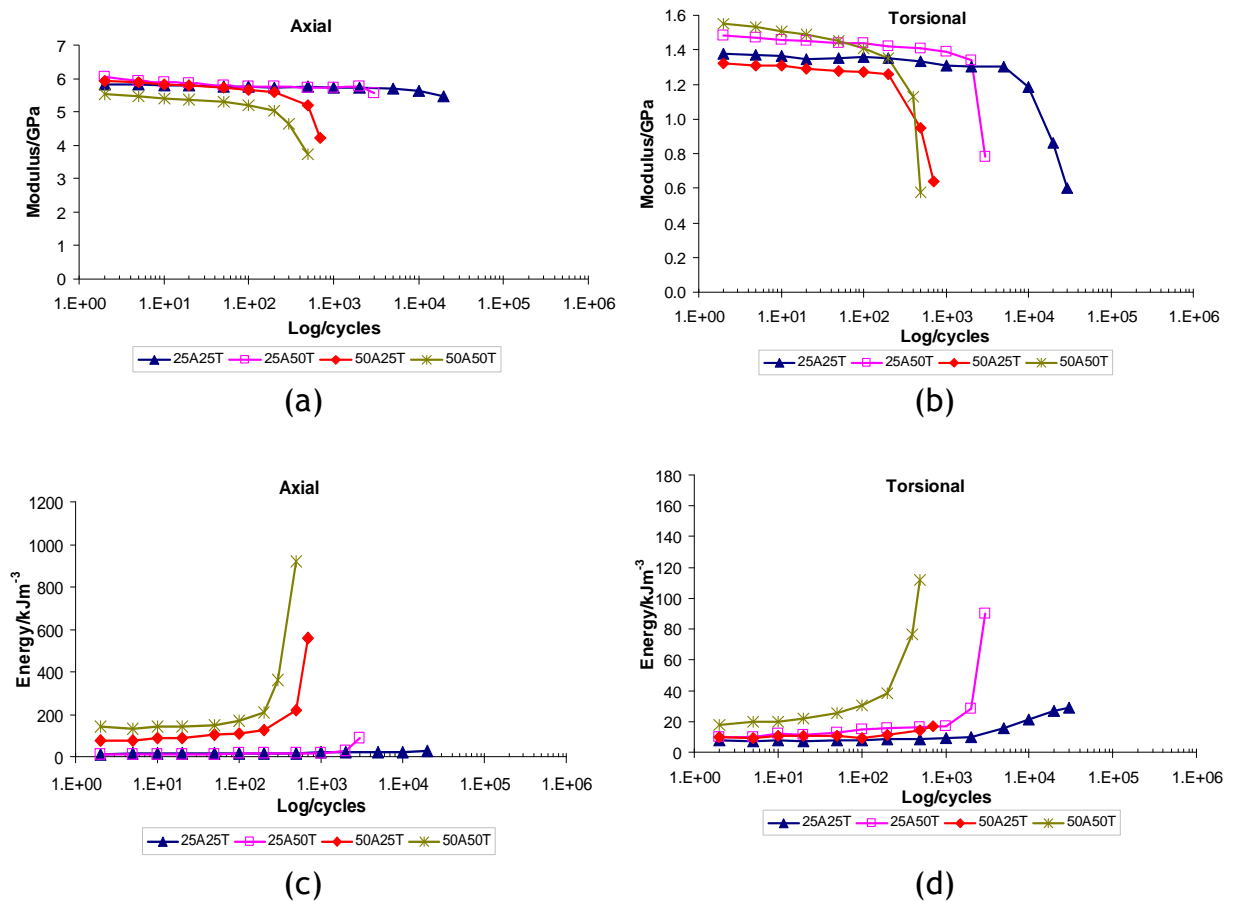 Axial
7
6
5
4
3
2
1
0
Modulus/GPa
1.E+00 1.E+01 1.E+02 1.E+03 1.E+04 1.E+05 1.E+06
Log/cycles
25A25T 25A50T 50A25T 50A50T
(a)
Torsional
1.6
1.4
1.2
1.0
0.8
0.6
0.4
0.2
0.0
Modulus/GPa
1.E+00 1.E+01 1.E+02 1.E+03 1.E+04 1.E+05 1.E+06
Log/cycles
25A25T 25A50T 50A25T 50A50T
(b)
Axial
1200
1000
800
600
400
200
0
Energy/kJm-3
1.E+00 1.E+01 1.E+02 1.E+03 1.E+04 1.E+05 1.E+06
Log/cycles
25A25T 25A50T 50A25T 50A50T
(c)
Torsional
180
160
140
120
100
80
60
40
20
0
Energy/kJm-3
1.E+00 1.E+01 1.E+02 1.E+03 1.E+04 1.E+05 1.E+06
Log/cycles
25A25T 25A50T 50A25T 50A50T
(d)